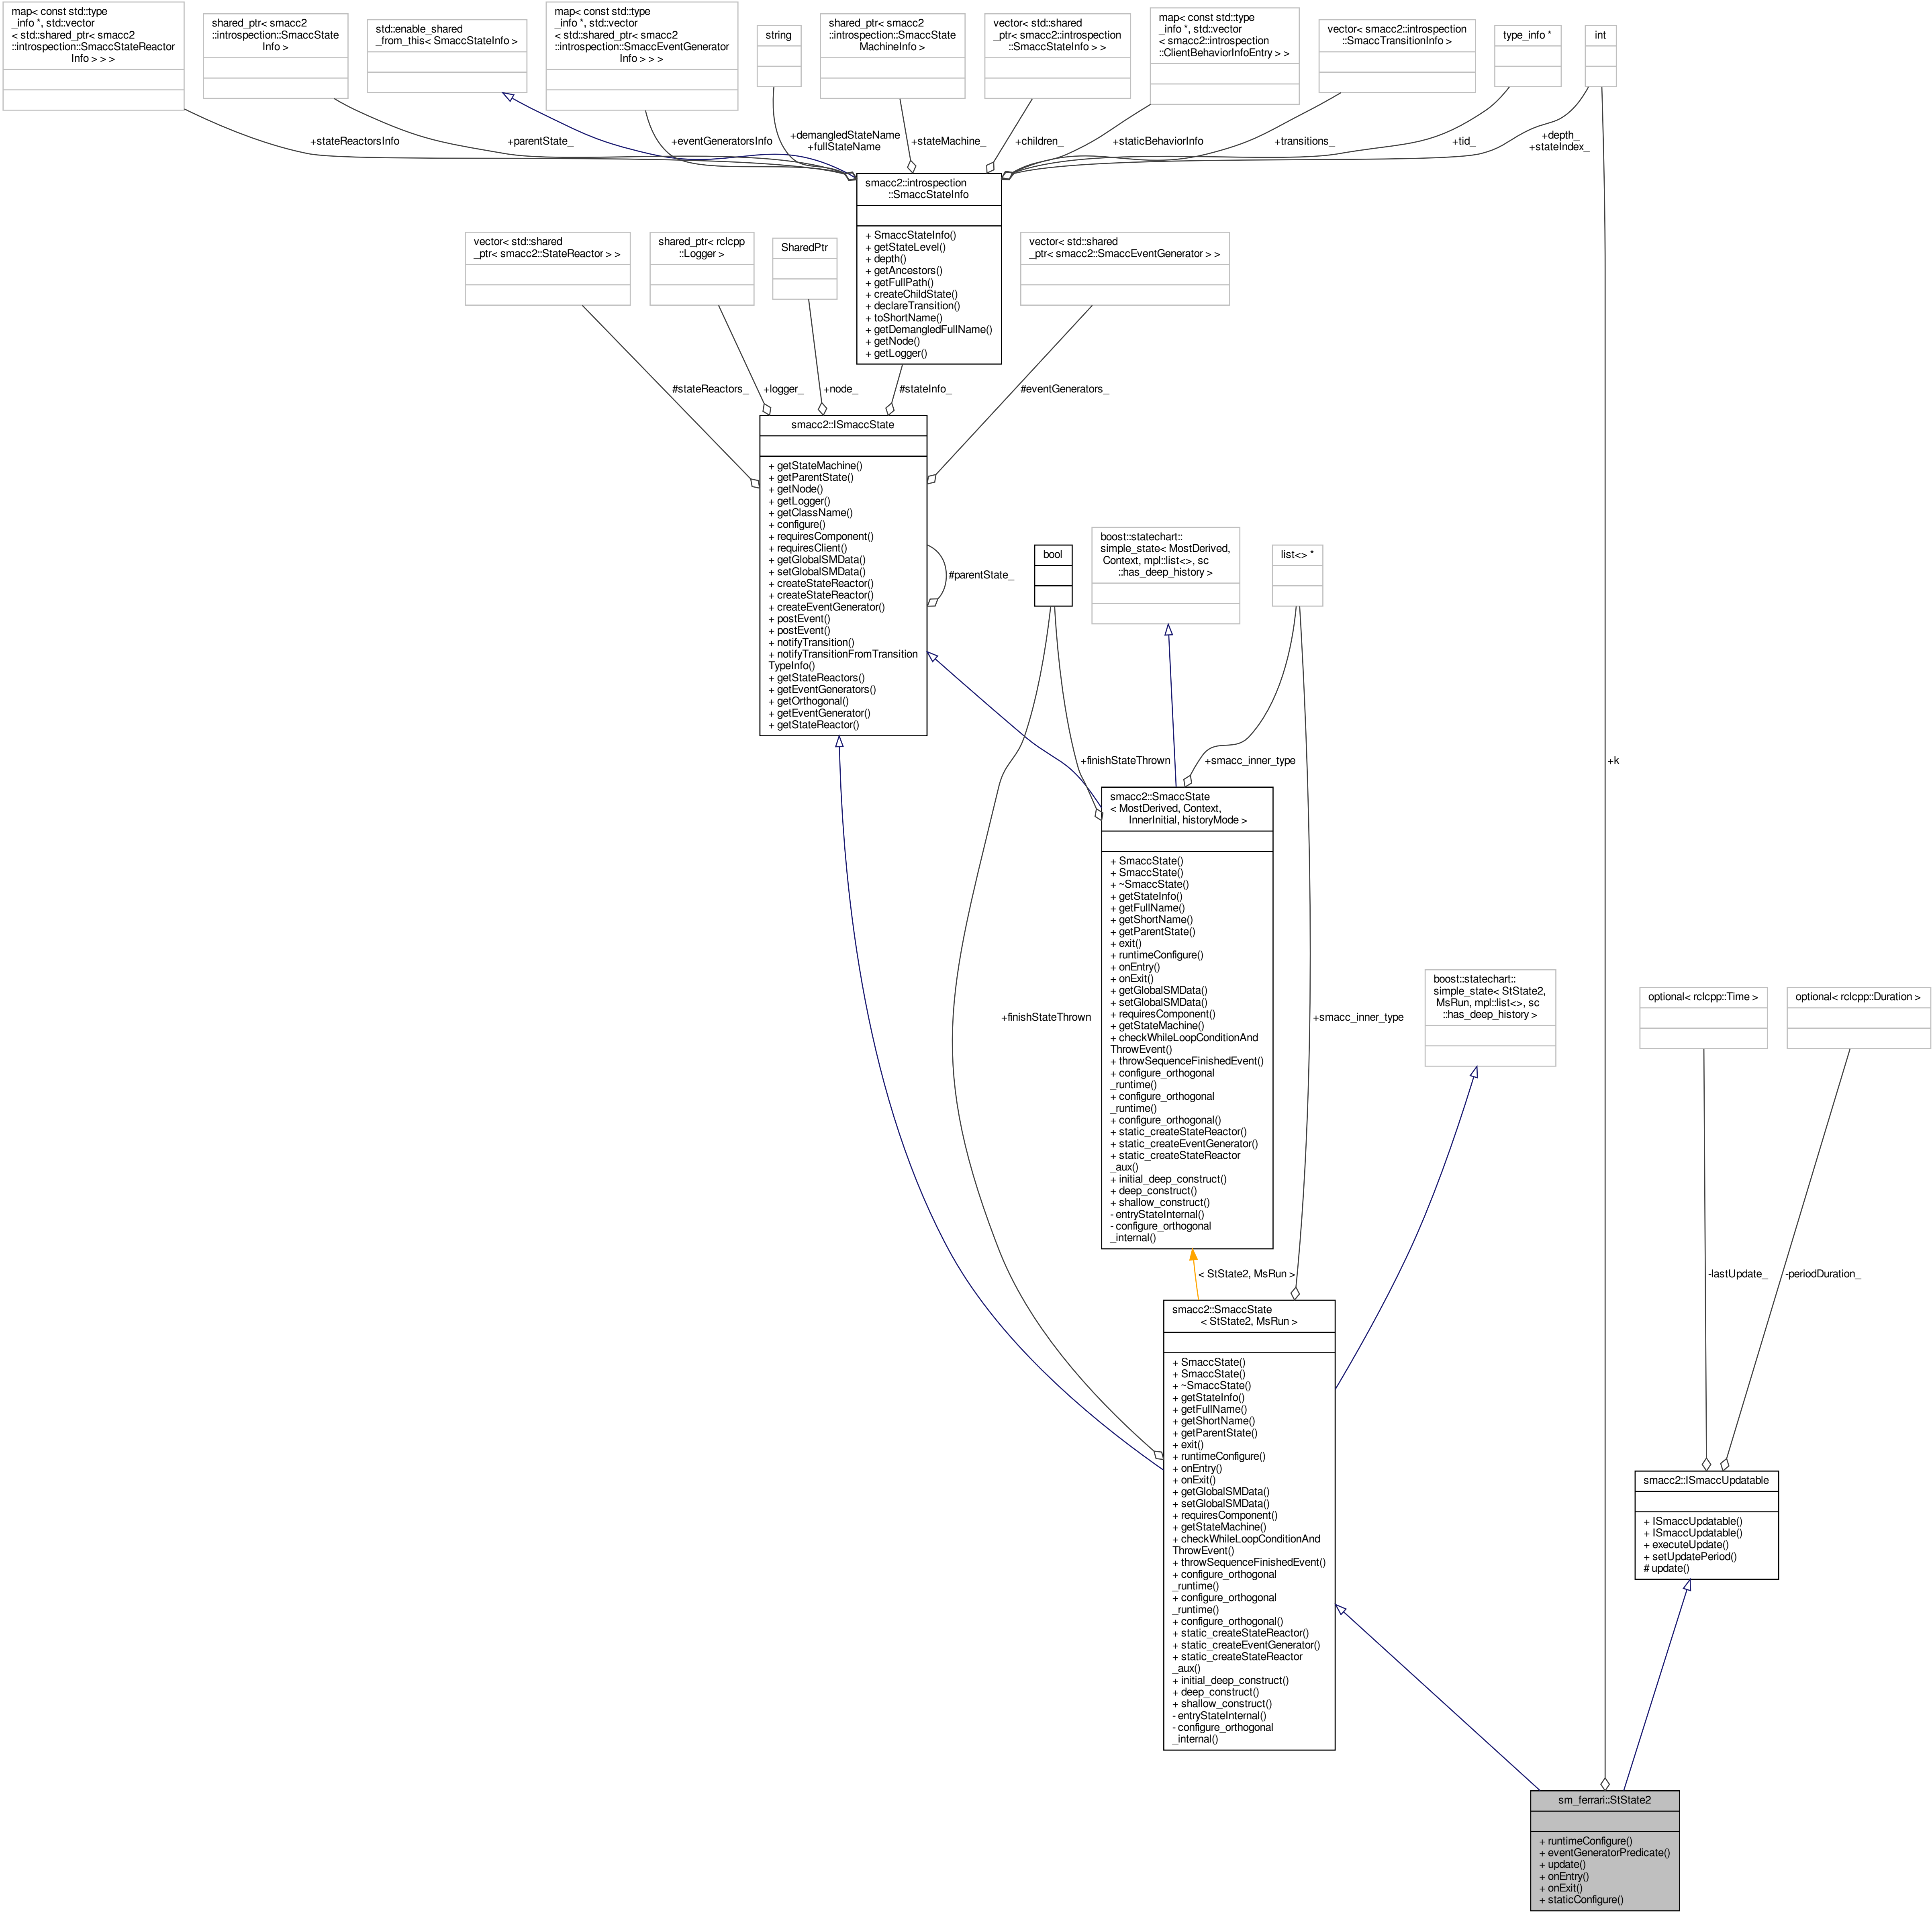 map< const std::type
_info *, std::vector
< std::shared_ptr< smacc2
::introspection::SmaccStateReactor
Info > > >
shared_ptr< smacc2
::introspection::SmaccState
Info >
std::enable_shared
_from_this< SmaccStateInfo >
map< const std::type
_info *, std::vector
< std::shared_ptr< smacc2
::introspection::SmaccEventGenerator
Info > > >
string
shared_ptr< smacc2
::introspection::SmaccState
MachineInfo >
vector< std::shared
_ptr< smacc2::introspection
::SmaccStateInfo > >
map< const std::type
_info *, std::vector
< smacc2::introspection
::ClientBehaviorInfoEntry > >
vector< smacc2::introspection
::SmaccTransitionInfo >
type_info *
int
+stateReactorsInfo
+parentState_
+eventGeneratorsInfo
+demangledStateName
+fullStateName
+stateMachine_
+children_
+staticBehaviorInfo
+transitions_
+tid_
+depth_
+stateIndex_
smacc2::introspection
::SmaccStateInfo
+ SmaccStateInfo()
+ getStateLevel()
+ depth()
+ getAncestors()
+ getFullPath()
+ createChildState()
+ declareTransition()
+ toShortName()
+ getDemangledFullName()
+ getNode()
+ getLogger()
vector< std::shared
_ptr< smacc2::StateReactor > >
shared_ptr< rclcpp
::Logger >
SharedPtr
vector< std::shared
_ptr< smacc2::SmaccEventGenerator > >
#stateReactors_
+logger_
+node_
#stateInfo_
#eventGenerators_
smacc2::ISmaccState
+ getStateMachine()
+ getParentState()
+ getNode()
+ getLogger()
+ getClassName()
+ configure()
+ requiresComponent()
+ requiresClient()
+ getGlobalSMData()
+ setGlobalSMData()
+ createStateReactor()
+ createStateReactor()
+ createEventGenerator()
+ postEvent()
+ postEvent()
+ notifyTransition()
+ notifyTransitionFromTransition
TypeInfo()
+ getStateReactors()
+ getEventGenerators()
+ getOrthogonal()
+ getEventGenerator()
+ getStateReactor()
#parentState_
bool
boost::statechart::
simple_state< MostDerived,
Context, mpl::list<>, sc
::has_deep_history >
list<> *
+finishStateThrown
+smacc_inner_type
+k
smacc2::SmaccState
< MostDerived, Context,
InnerInitial, historyMode >
+ SmaccState()
+ SmaccState()
+ ~SmaccState()
+ getStateInfo()
+ getFullName()
+ getShortName()
+ getParentState()
+ exit()
+ runtimeConfigure()
+ onEntry()
+ onExit()
+ getGlobalSMData()
+ setGlobalSMData()
+ requiresComponent()
+ getStateMachine()
+ checkWhileLoopConditionAnd
ThrowEvent()
+ throwSequenceFinishedEvent()
+ configure_orthogonal
_runtime()
+ configure_orthogonal
_runtime()
+ configure_orthogonal()
+ static_createStateReactor()
+ static_createEventGenerator()
+ static_createStateReactor
_aux()
+ initial_deep_construct()
+ deep_construct()
+ shallow_construct()
- entryStateInternal()
- configure_orthogonal
_internal()
+finishStateThrown
+smacc_inner_type
boost::statechart::
simple_state< StState2,
MsRun, mpl::list<>, sc
::has_deep_history >
optional< rclcpp::Time >
optional< rclcpp::Duration >
< StState2, MsRun >
-lastUpdate_
-periodDuration_
smacc2::SmaccState
< StState2, MsRun >
+ SmaccState()
+ SmaccState()
+ ~SmaccState()
+ getStateInfo()
+ getFullName()
+ getShortName()
+ getParentState()
+ exit()
+ runtimeConfigure()
+ onEntry()
+ onExit()
+ getGlobalSMData()
+ setGlobalSMData()
+ requiresComponent()
+ getStateMachine()
+ checkWhileLoopConditionAnd
ThrowEvent()
+ throwSequenceFinishedEvent()
+ configure_orthogonal
_runtime()
+ configure_orthogonal
_runtime()
+ configure_orthogonal()
+ static_createStateReactor()
+ static_createEventGenerator()
+ static_createStateReactor
_aux()
+ initial_deep_construct()
+ deep_construct()
+ shallow_construct()
- entryStateInternal()
- configure_orthogonal
_internal()
smacc2::ISmaccUpdatable
+ ISmaccUpdatable()
+ ISmaccUpdatable()
+ executeUpdate()
+ setUpdatePeriod()
# update()
sm_ferrari::StState2
+ runtimeConfigure()
+ eventGeneratorPredicate()
+ update()
+ onEntry()
+ onExit()
+ staticConfigure()